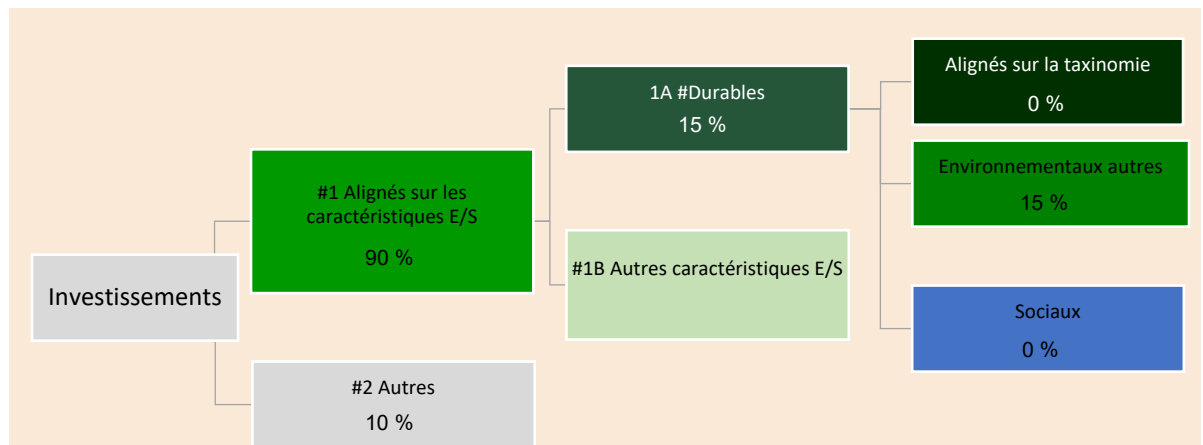 Investissements
#1 Alignés sur les
caractéristiques E/S
90 %
#2 Autres
10 %
1A #Durables
15 %
#1B Autres caractéristiques E/S
Alignés sur la taxinomie
0 %
Environnementaux autres
15 %
Sociaux
0 %